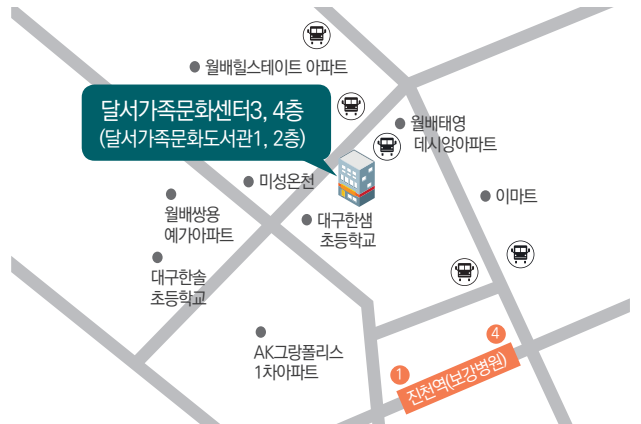 월배힐스테이트 아파트
달서가족문화센터3, 4층
(달서가족문화도서관1, 2층)
월배태영
데시앙아파트
미성온천
이마트
월배쌍용
예가아파트
대구한샘
초등학교
대구한솔
초등학교
AK그랑폴리스
1차아파트
4
1
진천역(보강병원)